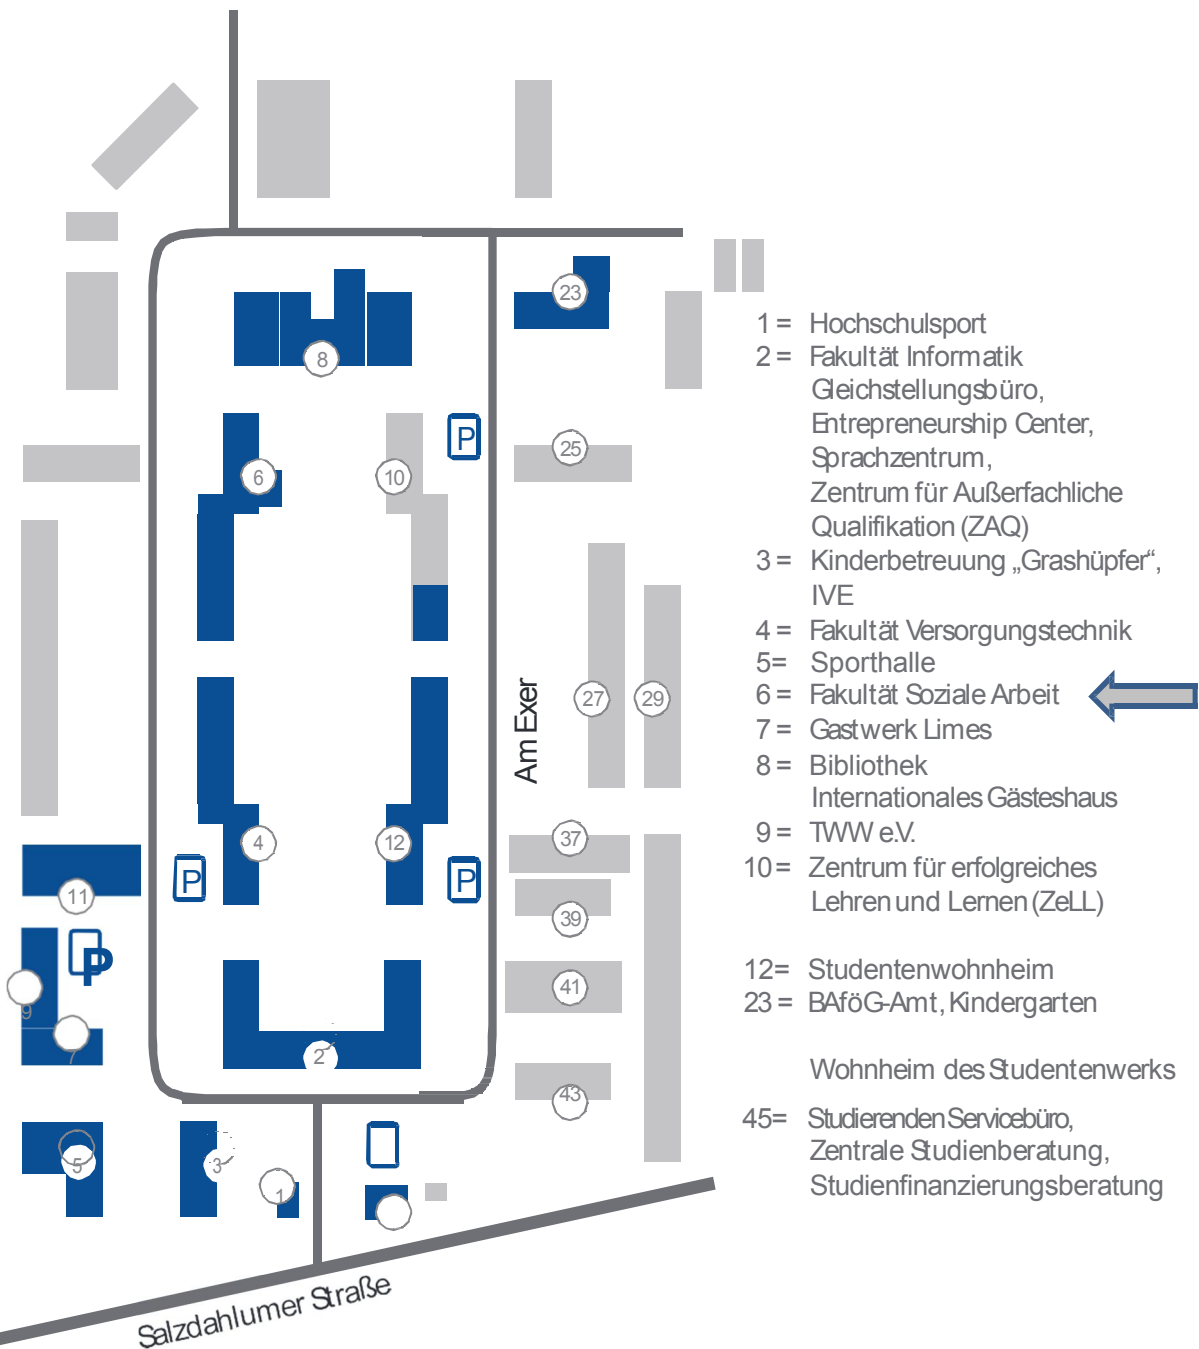 23
8
P
25
6
10
Am Exer
27
29
4
12
37
P
P
11
39
P
9
41
7
2
43
5
3
1
Salzdahlumer Straße
1 = Hochschulsport
2 = Fakultät Informatik
Gleichstellungsbüro,
Entrepreneurship Center,
Sprachzentrum,
Zentrum für Außerfachliche
Qualifikation (ZAQ)
3 = Kinderbetreuung „Grashüpfer“,
IVE
4 = Fakultät Versorgungstechnik
5= Sporthalle
6 = Fakultät Soziale Arbeit
7 = Gastwerk Limes
8 = Bibliothek
Internationales Gästeshaus
9 = TWW e.V.
10 = Zentrum für erfolgreiches
Lehren und Lernen (ZeLL)
12= Studentenwohnheim
23 = BAföG-Amt, Kindergarten
Wohnheim des Studentenwerks
45= Studierenden Servicebüro,
Zentrale Studienberatung,
Studienfinanzierungsberatung